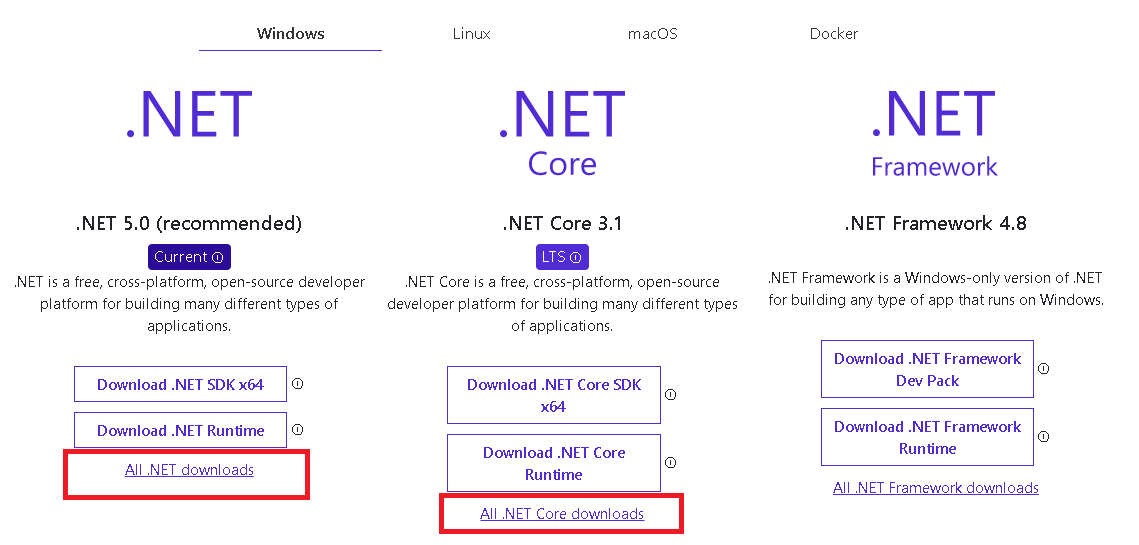 Windows
Linux
macOS
Docker
.NET
.NET 5.0 (recommended)
Current
.NET is a free, cross-platform, open-source developer
platform for building many different types of
applications.
Download .NET SDK x64
Download .NET Runtime
All .NET downloads
.NET
Core
.NET Core 3.1
LTS
.NET Core is a free, cross-platform, open-source
developer platform for building many different types
of applications.
Download .NET Core SDK
x64
Download .NET Core
Runtime
All .NET Core downloads
.NET
Framework
.NET Framework 4.8
.NET Framework is a Windows-only version of .NET
for building any type of app that runs on Windows.
Download .NET Framework
Dev Pack
Download .NET Framework
Runtime
All .NET Framework downloads